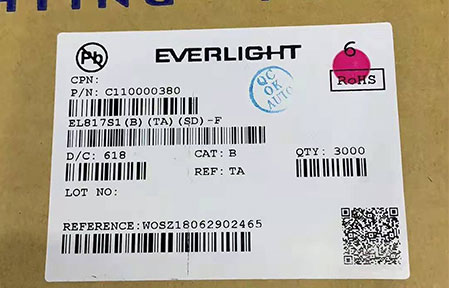 Pb
EVERLIGHT
6
RoHS
QC
OK
AUTO
CPN:
P/N: C110000380
EL817S1(B)(TA)(SD)-F
D/C: 618 CAT: B QTY: 3000
REF: TA
LOT NO:
REFERENCE:WOSZ18062902465